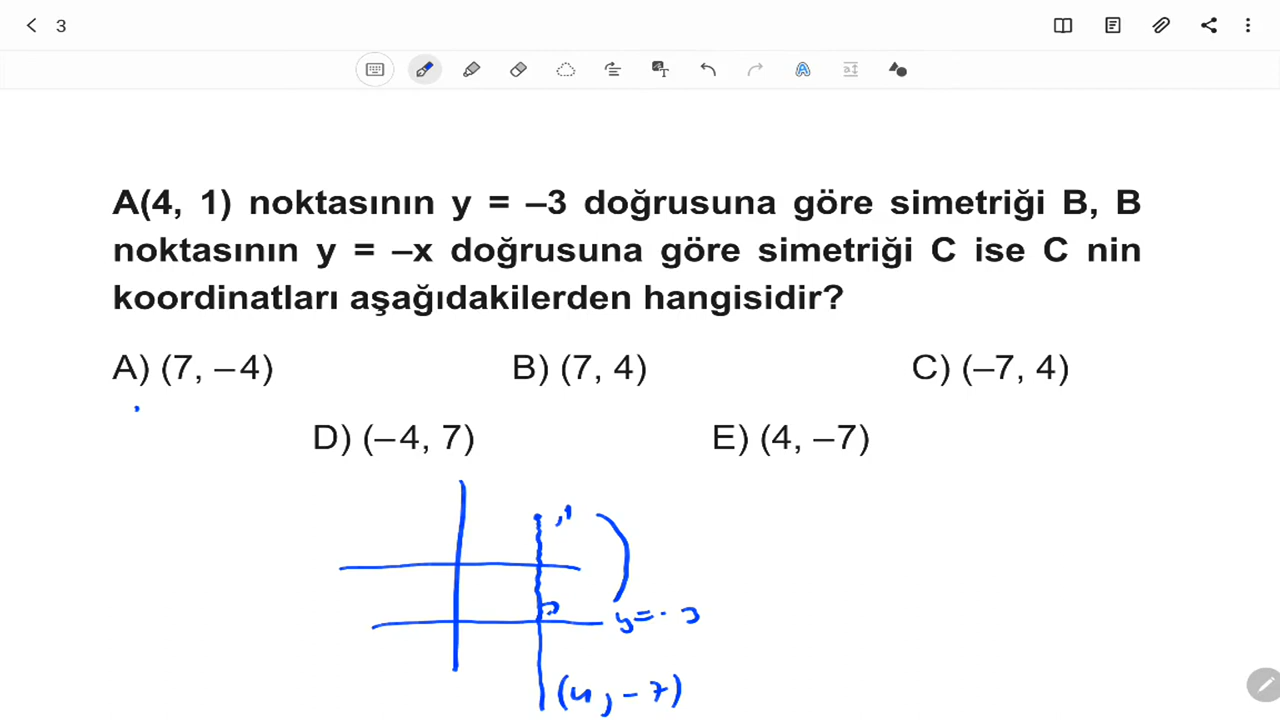 3
A(4, 1) noktasının y = –3 doğrusuna göre simetriği B, B
noktasının y = –x doğrusuna göre simetriği C ise C nin
koordinatları aşağıdakilerden hangisidir?
A) (7, –4) B) (7, 4) C) (–7, 4)
D) (–4, 7) E) (4, –7)
,1
y=-3
(4, -7)